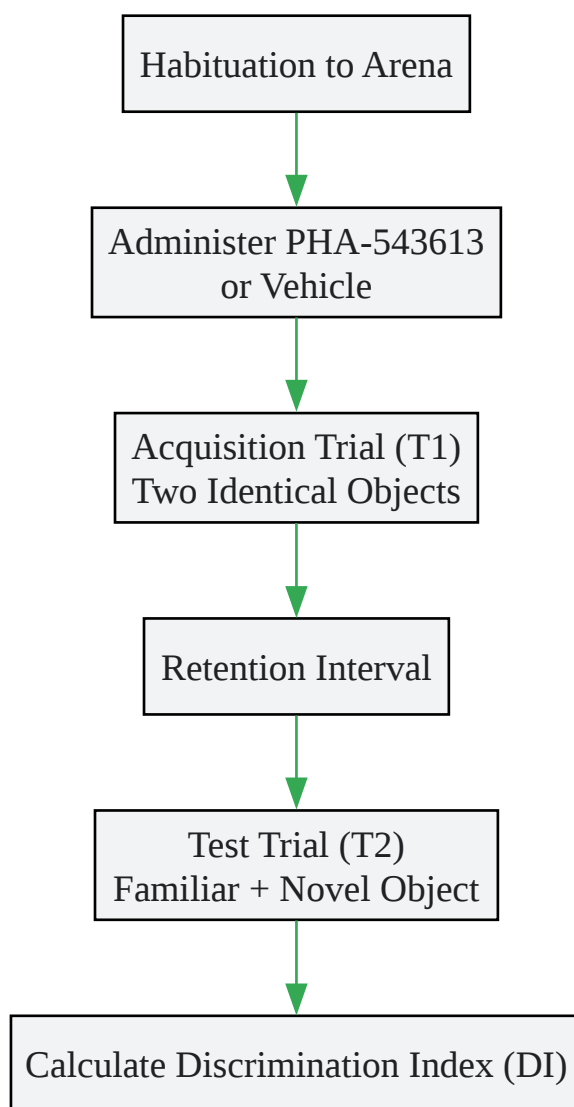 Habituation to Arena
Administer PHA-543613
or Vehicle
Acquisition Trial (T1)
Two Identical Objects
Retention Interval
Test Trial (T2)
Familiar + Novel Object
Calculate Discrimination Index (DI)